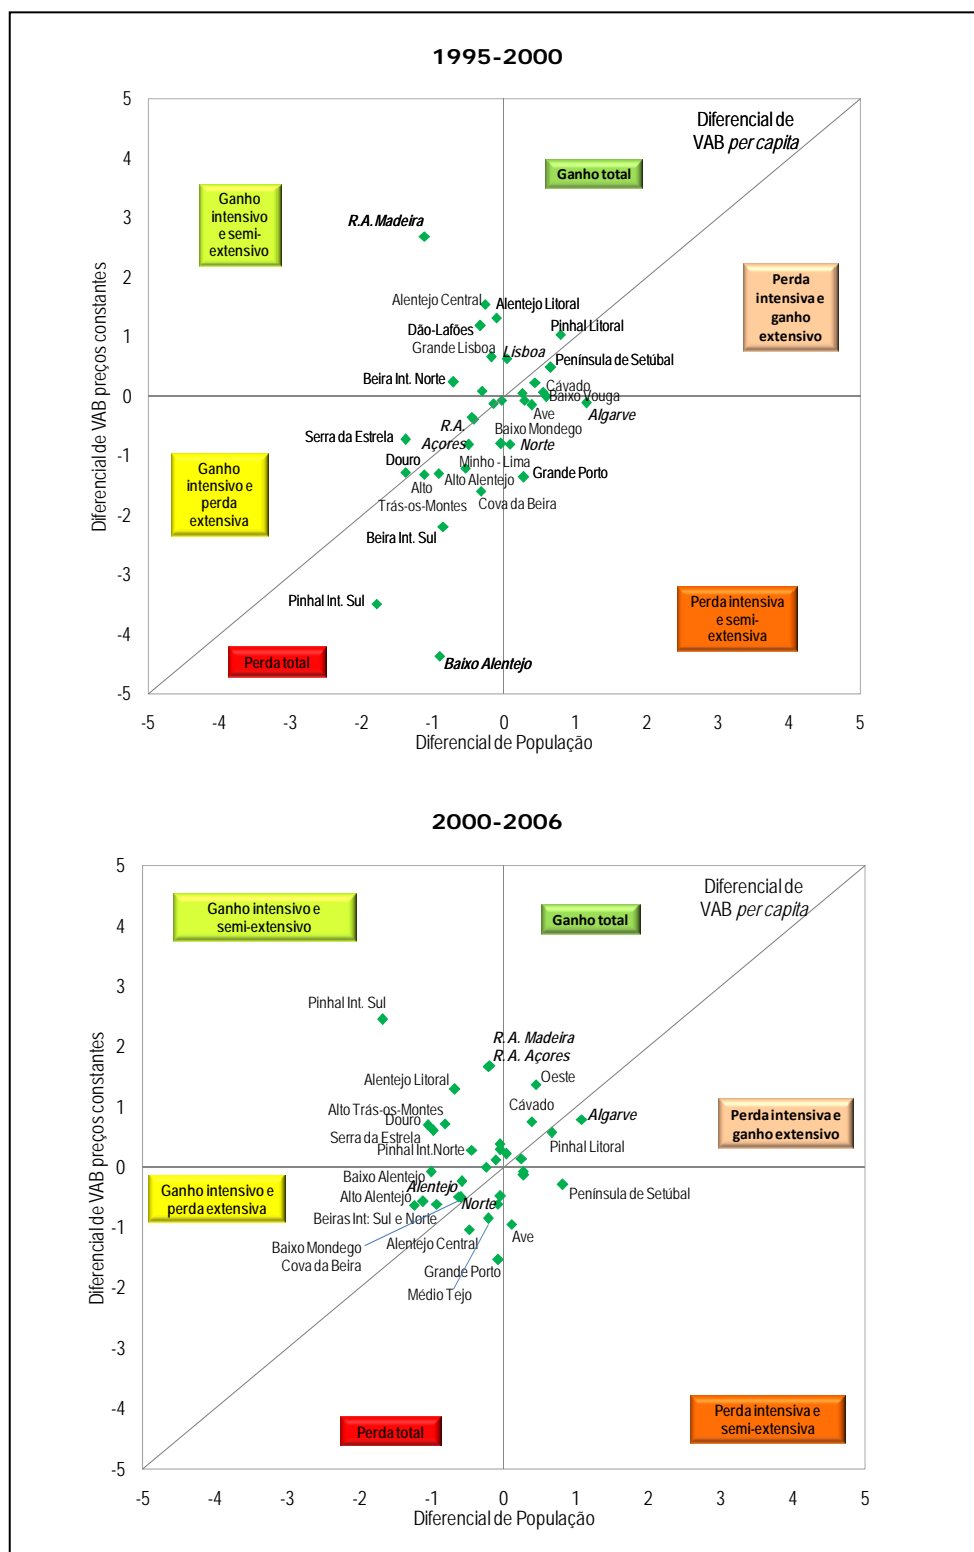 1995-2000
5
4
3
2
1
0
-1
-2
-3
-4
-5
-5
-4
-3
-2
-1
0
1
2
3
4
5
Diferencial de VAB preços constantes
Diferencial de População
Diferencial de
VAB per capita
Ganho total
Ganho
intensivo
e semi-
extensivo
Perda
intensiva e
ganho
extensivo
Ganho
intensivo e
perda
extensiva
Perda intensiva
e semi-
extensiva
Perda total
R.A.Madeira
Alentejo Central
Alentejo Litoral
Dão-Lafões
Pinhal Litoral
Grande Lisboa
Lisboa
Península de Setúbal
Beira Int. Norte
Cávado
Baixo Vouga
Algarve
Ave
R.A.
Açores
Baixo Mondego
Norte
Serra da Estrela
Douro
Minho - Lima
Grande Porto
Alto
Trás-os-Montes
Alto Alentejo
Cova da Beira
Beira Int. Sul
Pinhal Int. Sul
Baixo Alentejo
2000-2006
5
4
3
2
1
0
-1
-2
-3
-4
-5
-5
-4
-3
-2
-1
0
1
2
3
4
5
Diferencial de VAB preços constantes
Diferencial de População
Diferencial de
VAB per capita
Ganho intensivo e
semi-extensivo
Ganho total
Perda intensiva e
ganho extensivo
Ganho intensivo e
perda extensiva
Perda total
Perda intensiva e
semi-extensiva
Pinhal Int. Sul
R.A. Madeira
R.A. Açores
Alentejo Litoral
Oeste
Cávado
Alto Trás-os-Montes
Douro
Algarve
Serra da Estrela
Pinhal Int.Norte
Pinhal Litoral
Baixo Alentejo
Alentejo
Península de Setúbal
Alto Alentejo
Norte
Beiras Int: Sul e Norte
Ave
Baixo Mondego
Cova da Beira
Alentejo Central
Grande Porto
Médio Tejo